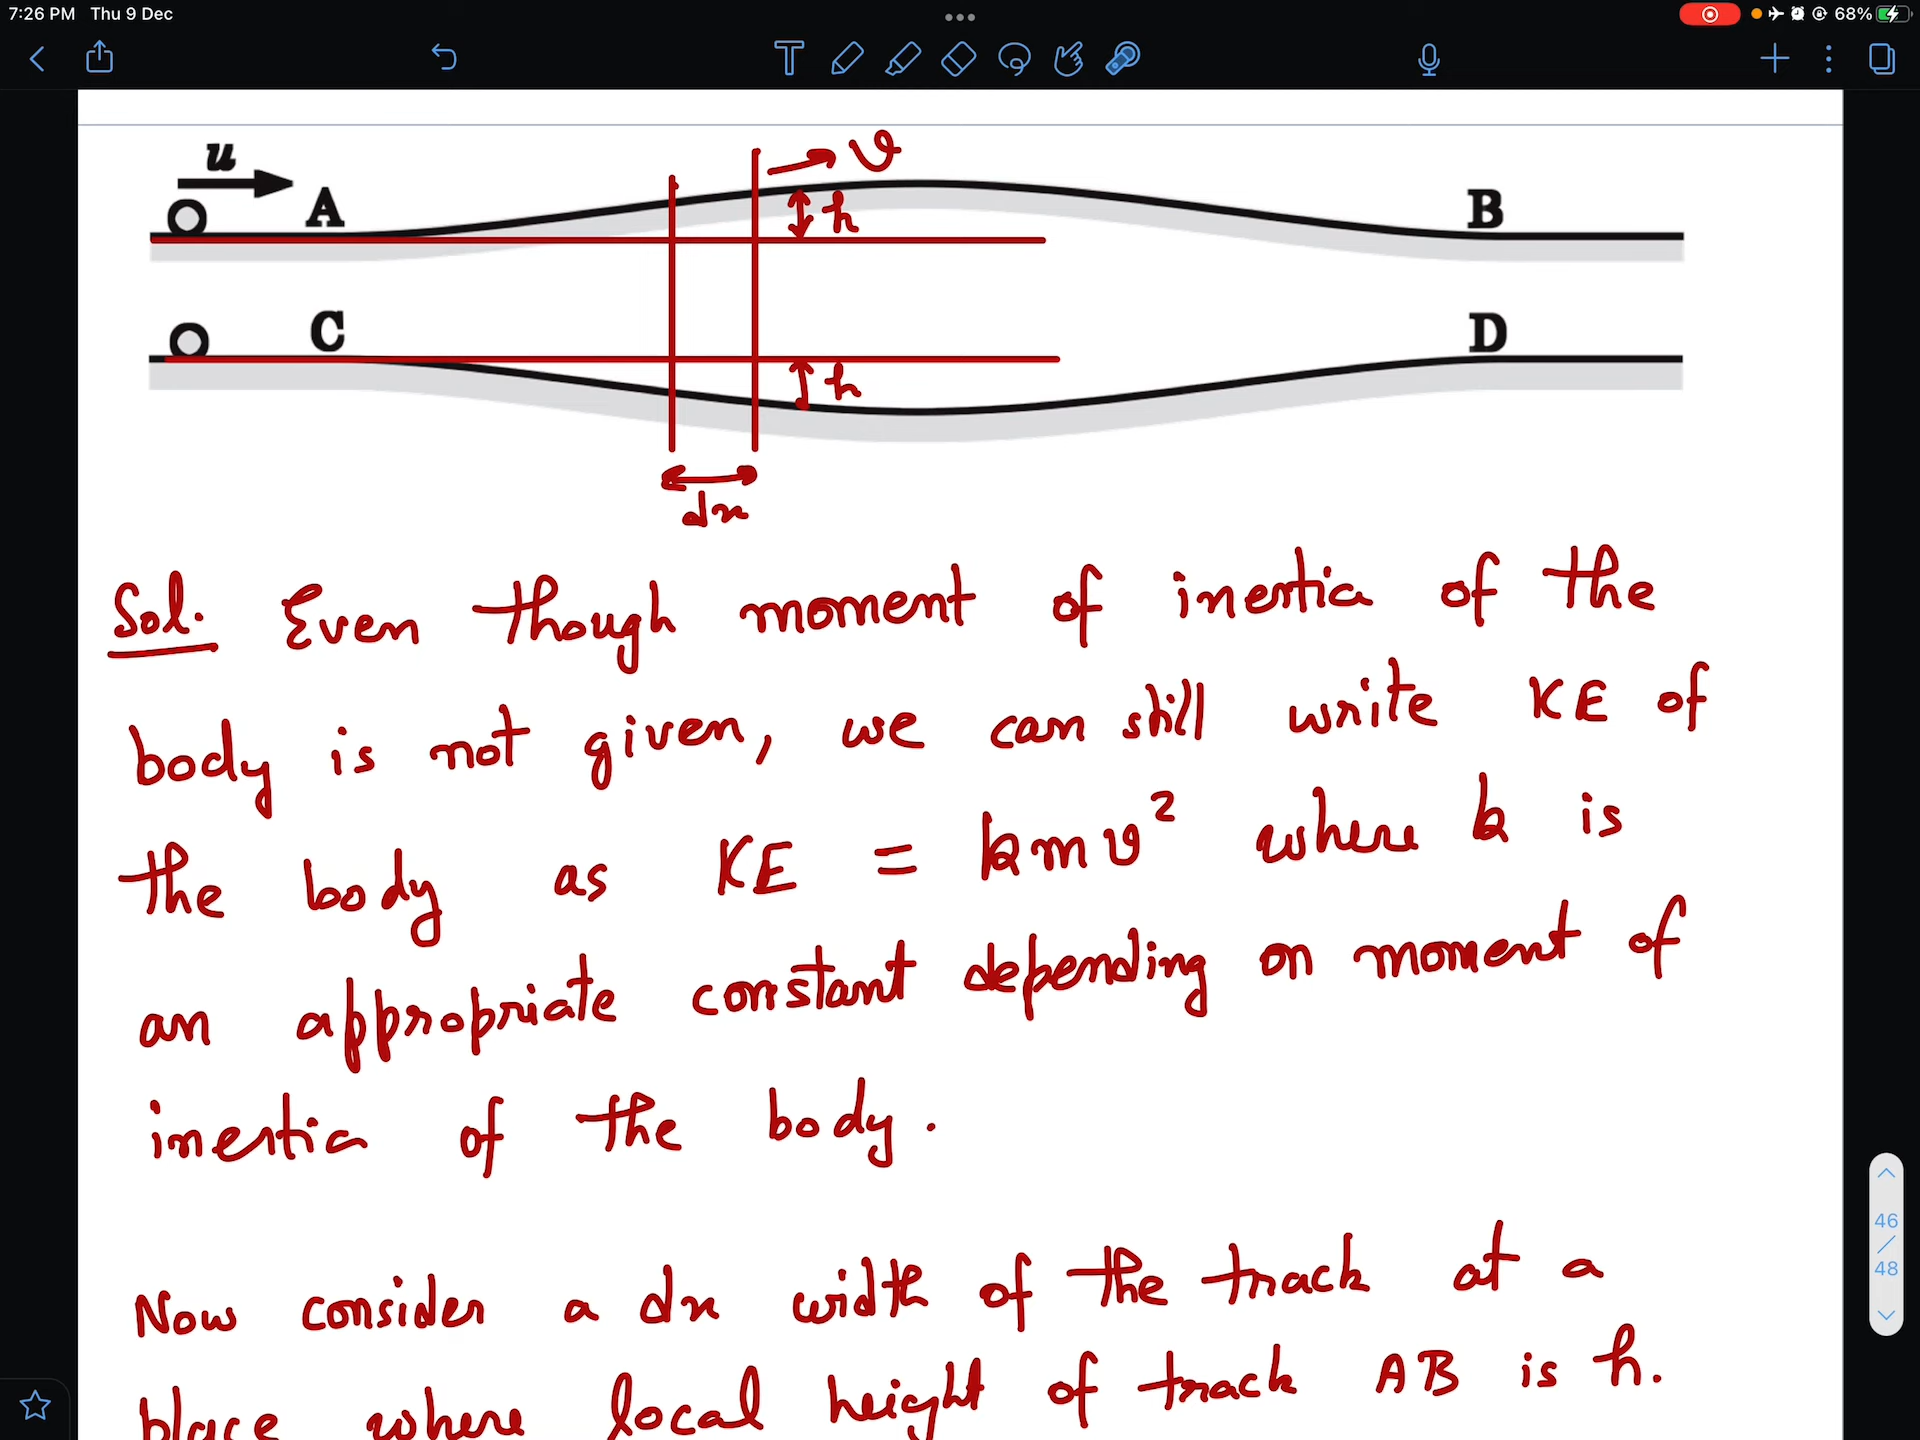 7:26 PM Thu 9 Dec
68%
T
u
v
A
h
B
C
D
h
dx
Sol. Even though moment of inertia of the
body is not given, we can still write KE of
the body as KE = kmv² where k is
an appropriate constant depending on moment of
inertia of the body.
Now consider a dx width of the track at a
place where local height of track AB is h.
46
/
48